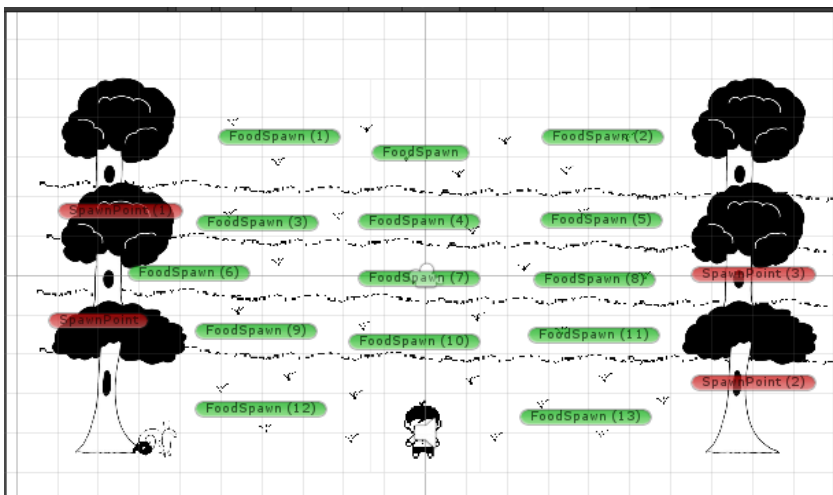 FoodSpawn (1)
FoodSpawn (2)
FoodSpawn
SpawnPoint (1)
FoodSpawn (3)
FoodSpawn (4)
FoodSpawn (5)
FoodSpawn (6)
FoodSpawn (7)
FoodSpawn (8)
SpawnPoint (3)
SpawnPoint
FoodSpawn (9)
FoodSpawn (10)
FoodSpawn (11)
SpawnPoint (2)
FoodSpawn (12)
FoodSpawn (13)